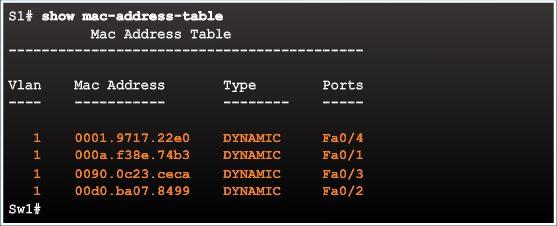 S1# show mac-address-table
Mac Address Table
-------------------------------------------
Vlan Mac Address Type Ports
---- ----------- -------- -----
1 0001.9717.22e0 DYNAMIC Fa0/4
1 000a.f38e.74b3 DYNAMIC Fa0/1
1 0090.0c23.ceca DYNAMIC Fa0/3
1 00d0.ba07.8499 DYNAMIC Fa0/2
Sw1#